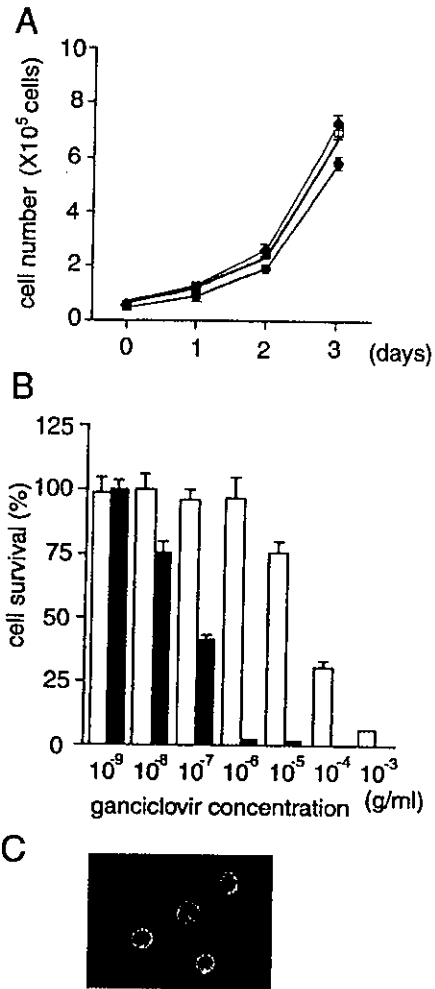 A
cell number (X10⁵ cells)
10
8
6
4
2
0
0 1 2 3 (days)
B
cell survival (%)
125
100
75
50
25
0
10⁻⁹ 10⁻⁸ 10⁻⁷ 10⁻⁶ 10⁻⁵ 10⁻⁴ 10⁻³
ganciclovir concentration (g/ml)
C